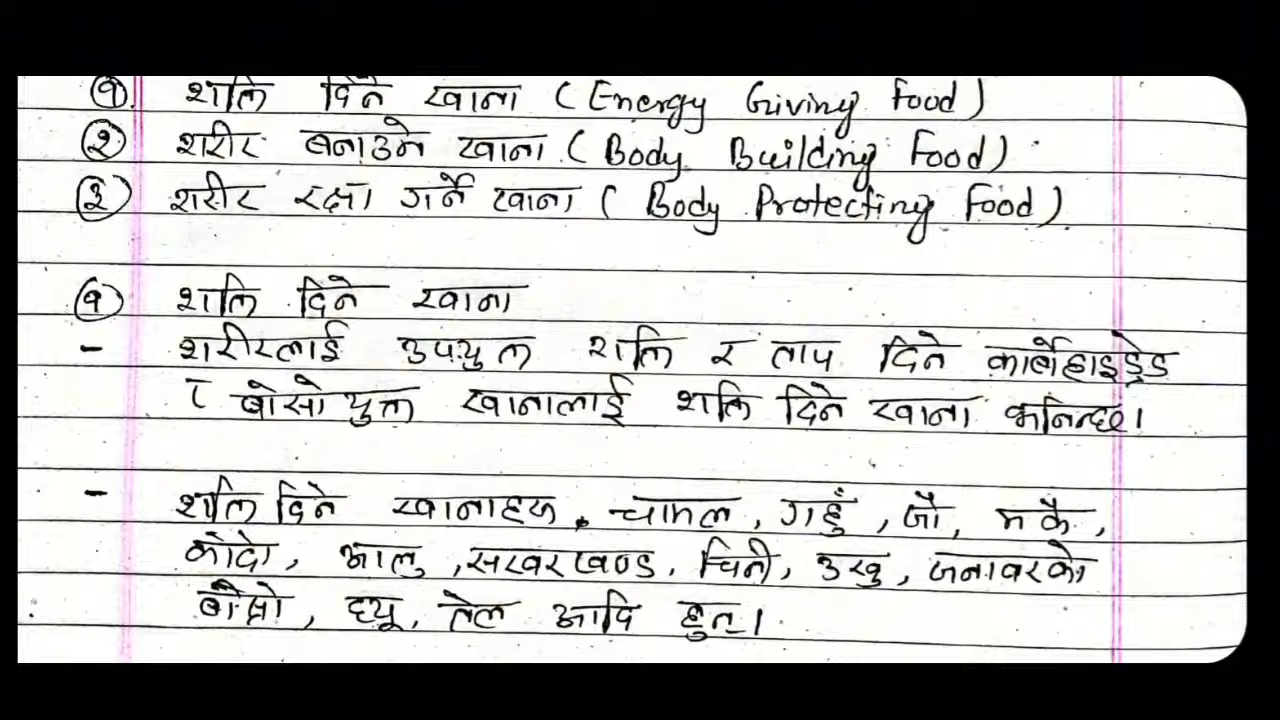 १ शक्ति दिने खाना (Energy Giving Food)
२ शरीर बनाउने खाना (Body Building Food)
३ शरीर रक्षा गर्ने खाना (Body Protecting Food)
१ शक्ति दिने खाना
- शरीरलाई उपयुक्त शक्ति र ताप दिने कार्बोहाइड्रेड
र बोसोयुक्त खानालाई शक्ति दिने खाना भनिन्छ।
- शक्ति दिने खानाहरू चामल, गहुँ, जौ, मकै,
कोदो, आलु, सखरखण्ड, चिनी, उखु, जनावरको
बोसो, घ्यू, तेल आदि हुन्।